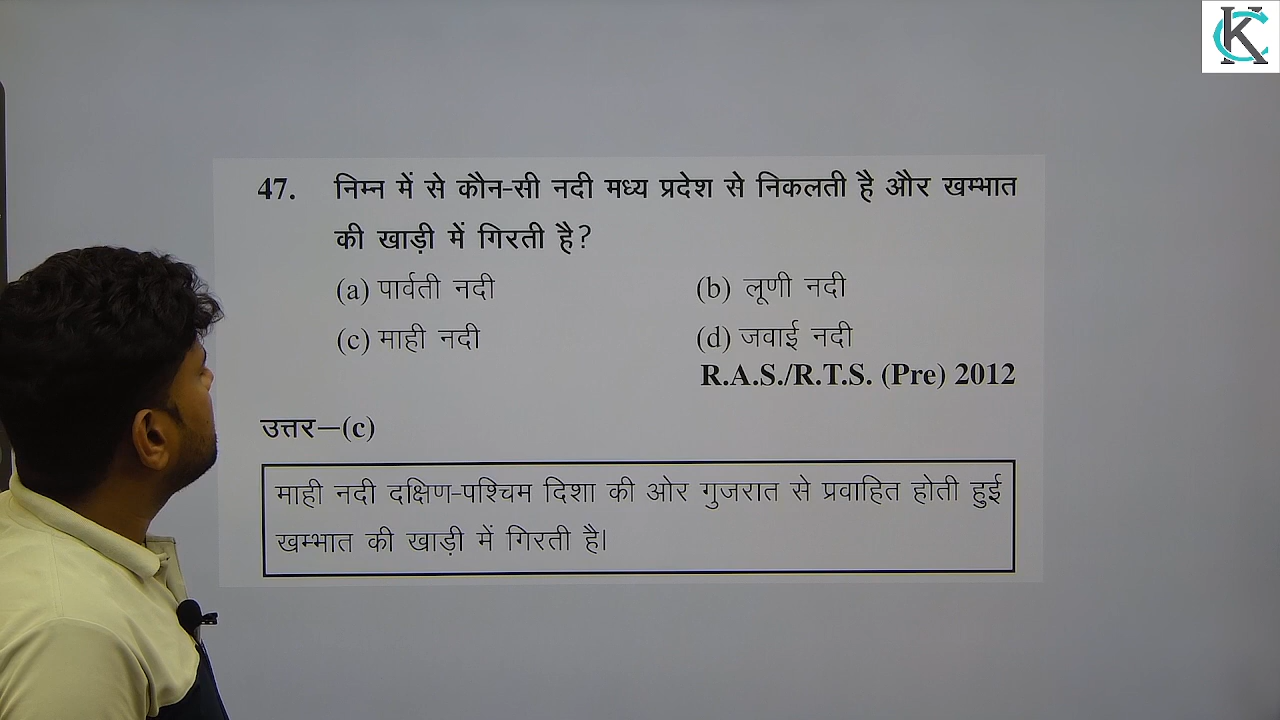 KC
47. निम्न में से कौन-सी नदी मध्य प्रदेश से निकलती है और खम्भात
की खाड़ी में गिरती है?
(a) पार्वती नदी (b) लूणी नदी
(c) माही नदी (d) जवाई नदी
R.A.S./R.T.S. (Pre) 2012
उत्तर—(c)
माही नदी दक्षिण-पश्चिम दिशा की ओर गुजरात से प्रवाहित होती हुई
खम्भात की खाड़ी में गिरती है।